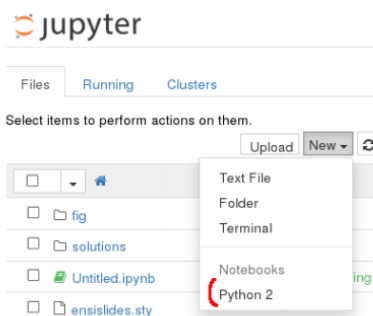 jupyter
Files Running Clusters
Select items to perform actions on them.
Upload New
Text File
Folder
Terminal
Notebooks
Python 2
fig
solutions
Untitled.ipynb ing
ensislides.sty